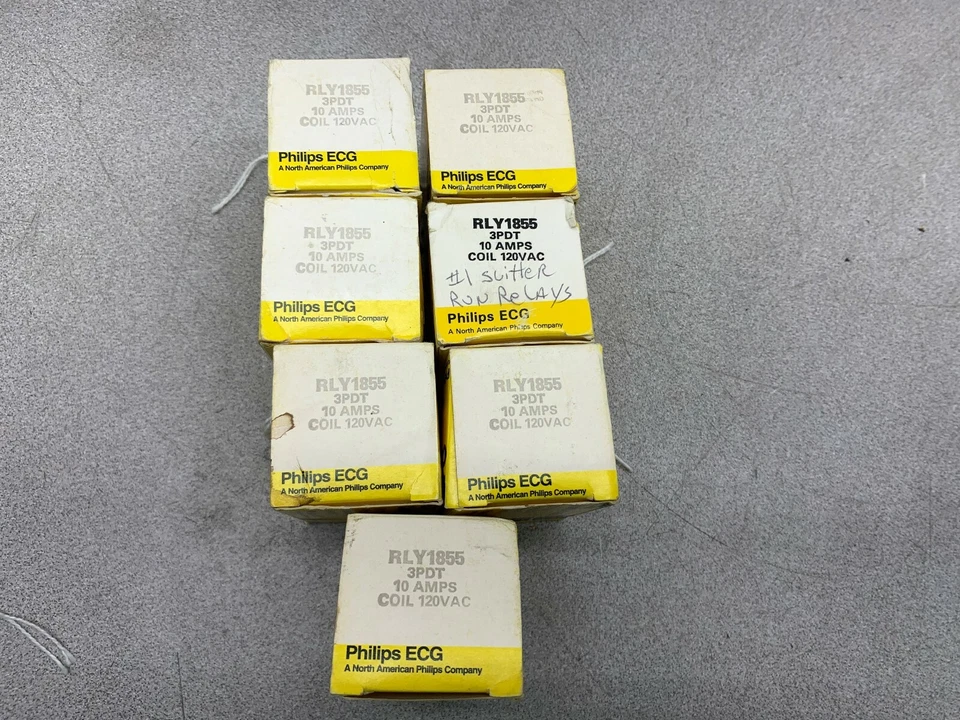 RLY1855
3PDT
10 AMPS
COIL 120VAC
Philips ECG
A North American Philips Company
RLY1855
3PDT
10 AMPS
COIL 120VAC
Philips ECG
A North American Philips Company
RLY1855
3PDT
10 AMPS
COIL 120VAC
Philips ECG
A North American Philips Company
RLY1855
3PDT
10 AMPS
COIL 120VAC
#1 SLITTER
RUN RELAYS
Philips ECG
A North American Philips Company
RLY1855
3PDT
10 AMPS
COIL 120VAC
Philips ECG
A North American Philips Company
RLY1855
3PDT
10 AMPS
COIL 120VAC
Philips ECG
A North American Philips Company
RLY1855
3PDT
10 AMPS
COIL 120VAC
Philips ECG
A North American Philips Company